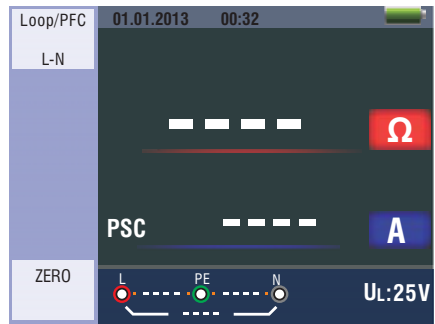 Loop/PFC
01.01.2013 00:32
L-N
---- Ω
PSC ---- A
ZERO
L PE N
UL:25V
----